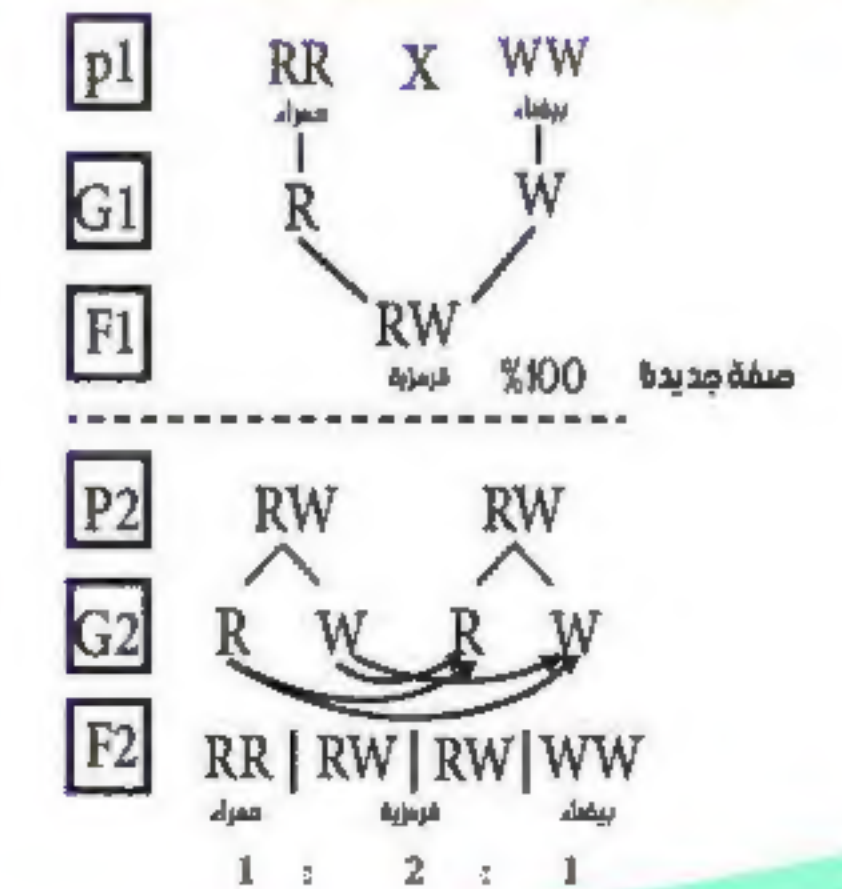 p1 RR X WW
حمراء بيضاء
G1 R W
F1 RW
قرمزية %100 صفة جديدة
P2 RW RW
G2 R W R W
F2 RR | RW | RW | WW
حمراء قرمزية بيضاء
1 : 2 : 1